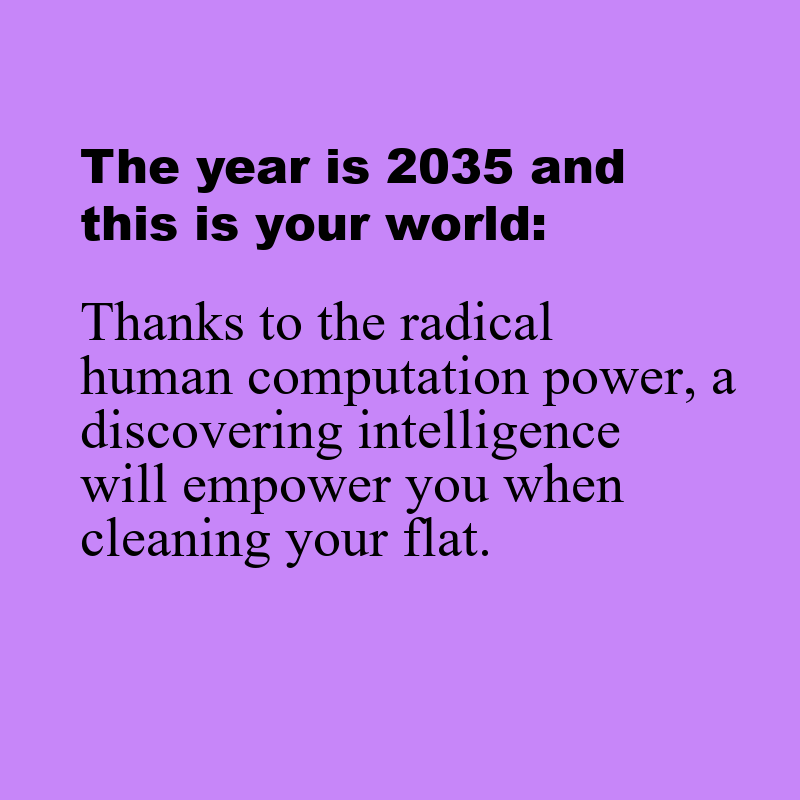 The year is 2035 and
this is your world:
Thanks to the radical
human computation power, a
discovering intelligence
will empower you when
cleaning your flat.